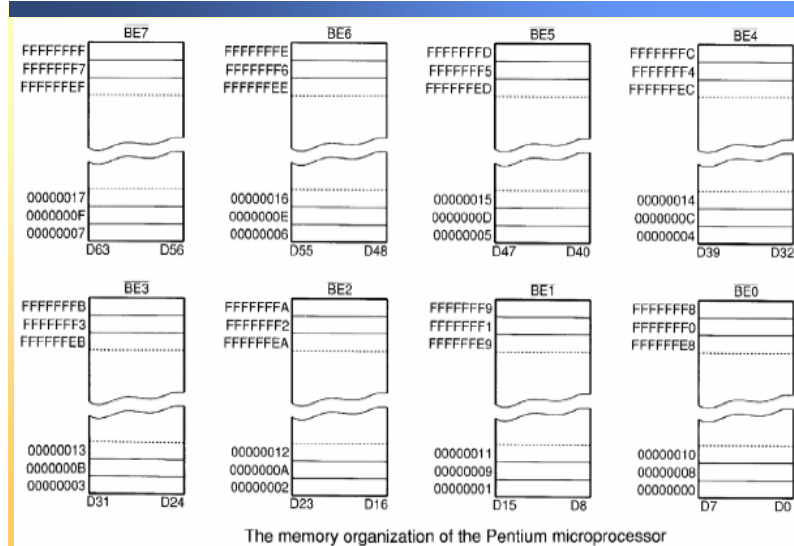 BE7 BE6 BE5 BE4
FFFFFFFF FFFFFFFE FFFFFFFD FFFFFFFC
FFFFFFF7 FFFFFFF6 FFFFFFF5 FFFFFFF4
FFFFFFEF FFFFFFEE FFFFFFED FFFFFFEC
00000017 00000016 00000015 00000014
0000000F 0000000E 0000000D 0000000C
00000007 00000006 00000005 00000004
D63 D56 D55 D48 D47 D40 D39 D32
BE3 BE2 BE1 BE0
FFFFFFFB FFFFFFFA FFFFFFF9 FFFFFFF8
FFFFFFF3 FFFFFFF2 FFFFFFF1 FFFFFFF0
FFFFFFEB FFFFFFEA FFFFFFE9 FFFFFFE8
00000013 00000012 00000011 00000010
0000000B 0000000A 00000009 00000008
00000003 00000002 00000001 00000000
D31 D24 D23 D16 D15 D8 D7 D0
The memory organization of the Pentium microprocessor